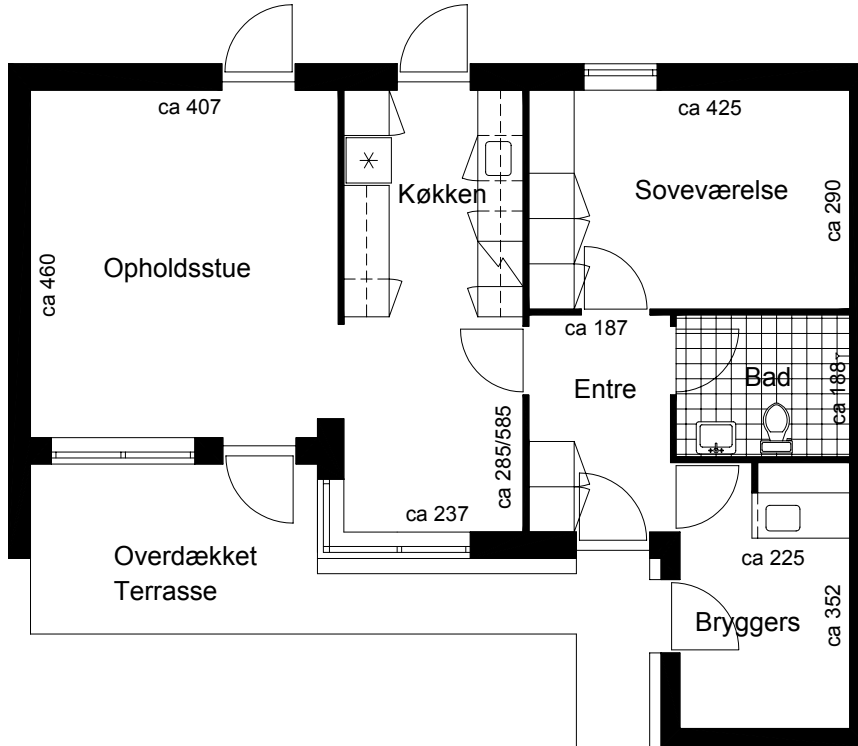 ca 407
ca 425
Køkken
Soveværelse
ca 290
ca 460
Opholdsstue
ca 187
Entre
Bad
ca 188
ca 285/585
ca 237
Overdækket
Terrasse
ca 225
Bryggers
ca 352